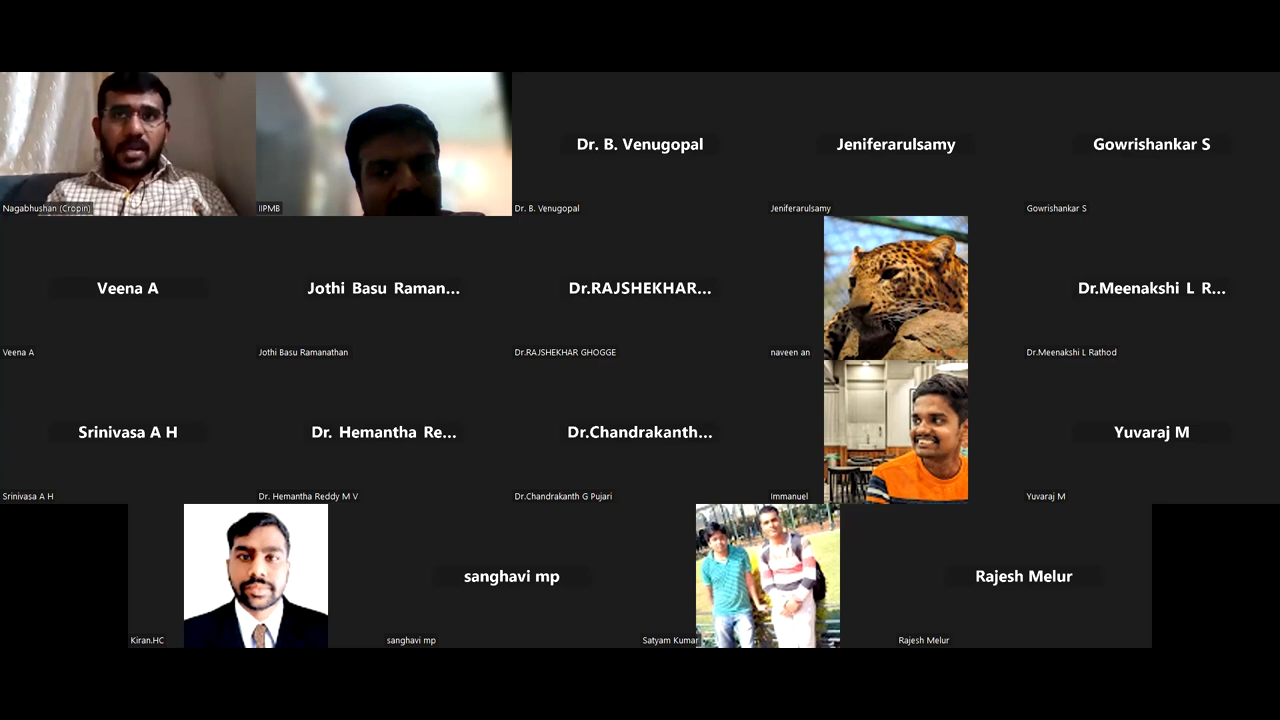 Nagabhushan (Cropin)
IIPMB
Dr. B. Venugopal
Dr. B. Venugopal
Jeniferarulsamy
Jeniferarulsamy
Gowrishankar S
Gowrishankar S
Veena A
Veena A
Jothi Basu Raman...
Jothi Basu Ramanathan
Dr.RAJSHEKHAR...
Dr.RAJSHEKHAR GHOGGE
naveen an
Dr.Meenakshi L R...
Dr.Meenakshi L Rathod
Srinivasa A H
Srinivasa A H
Dr. Hemantha Re...
Dr. Hemantha Reddy M V
Dr.Chandrakanth...
Dr.Chandrakanth G Pujari
Immanuel
Yuvaraj M
Yuvaraj M
Kiran.HC
sanghavi mp
sanghavi mp
Satyam Kumar
Rajesh Melur
Rajesh Melur